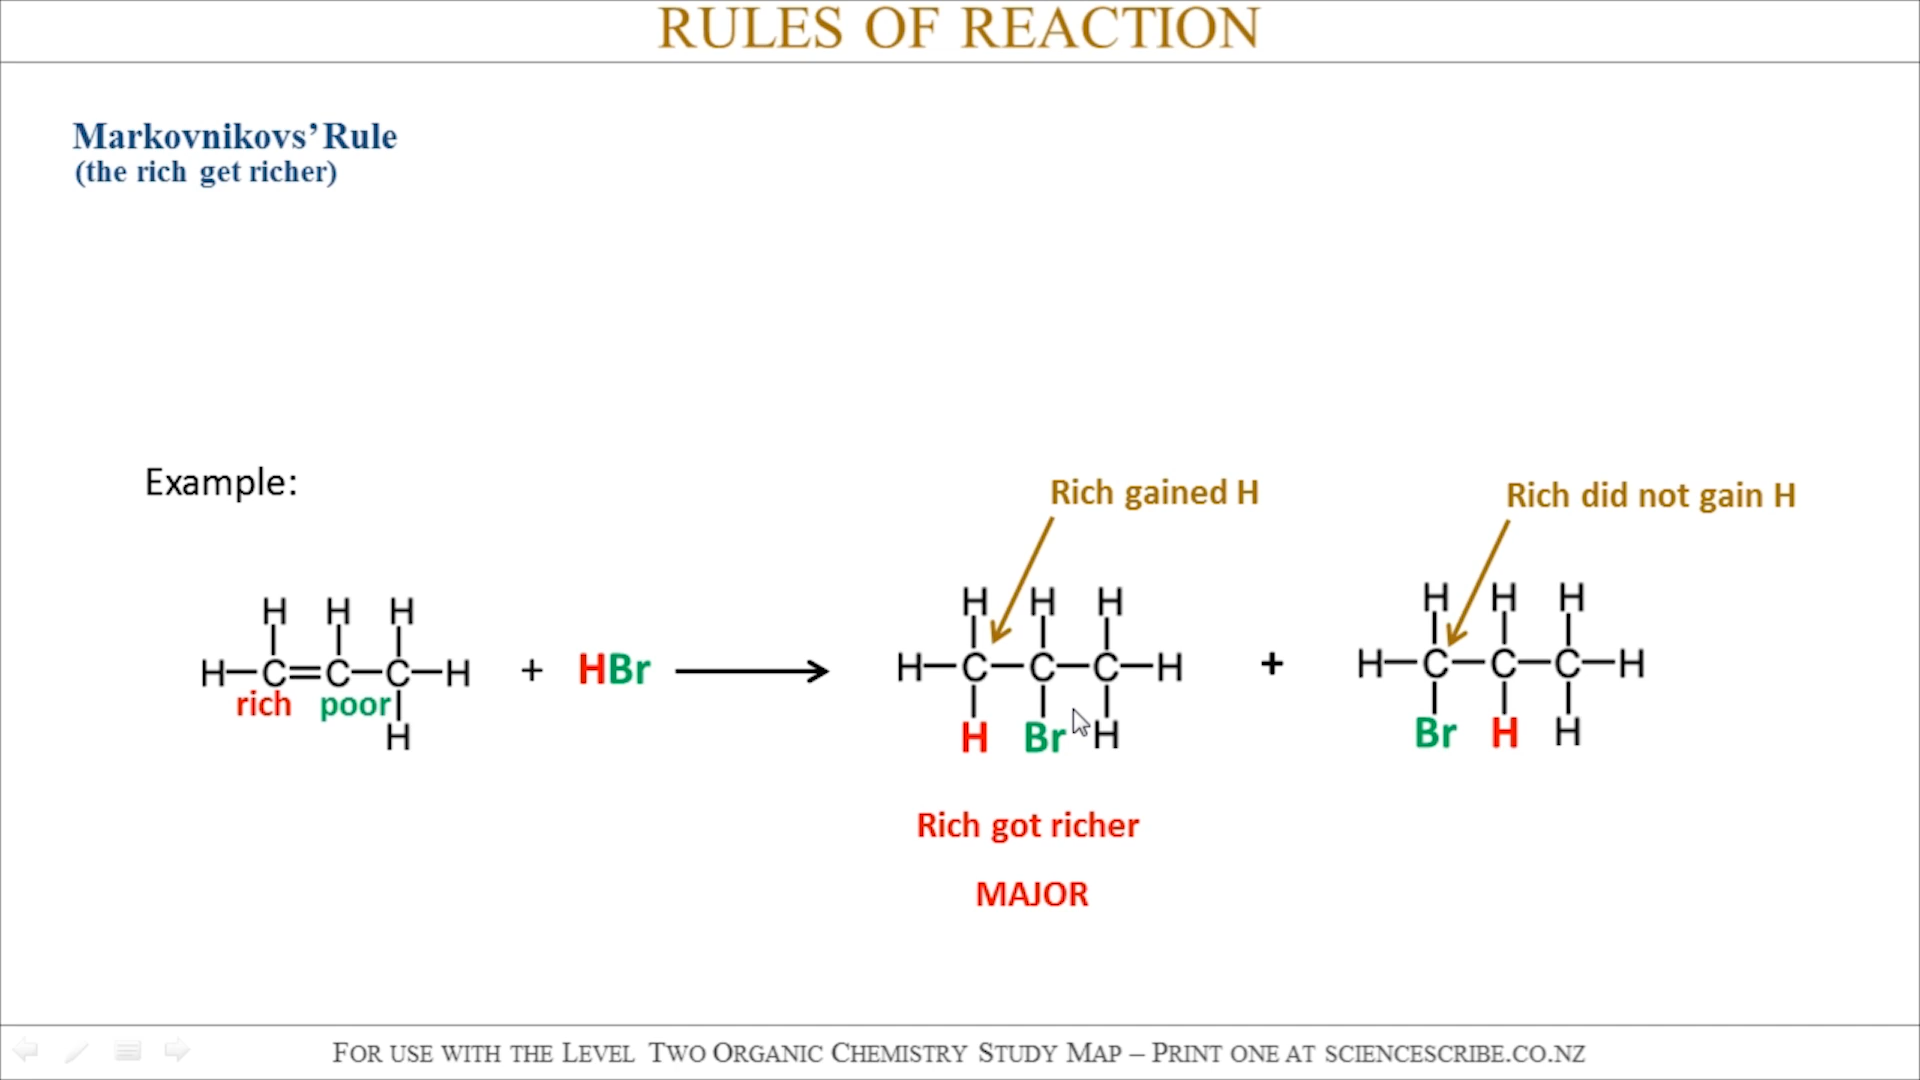 RULES OF REACTION
Markovnikovs’ Rule
(the rich get richer)
Example:
Rich gained H
Rich did not gain H
H H H
H—C=C—C—H + HBr
rich poor
H
H H H
H—C—C—C—H
H Br H
+
H H H
H—C—C—C—H
Br H H
Rich got richer
MAJOR
FOR USE WITH THE LEVEL TWO ORGANIC CHEMISTRY STUDY MAP – PRINT ONE AT SCIENCESCRIBE.CO.NZ